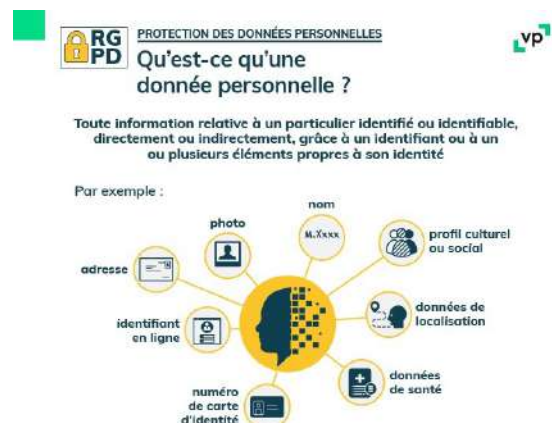 RG
PD
PROTECTION DES DONNÉES PERSONNELLES
Qu'est-ce qu'une
donnée personnelle ?
vp
Toute information relative à un particulier identifié ou identifiable,
directement ou indirectement, grâce à un identifiant ou à un
ou plusieurs éléments propres à son identité
Par exemple :
nom
M.Xxxx
photo
profil culturel
ou social
adresse
données de
localisation
identifiant
en ligne
données
de santé
numéro
de carte
d'identité